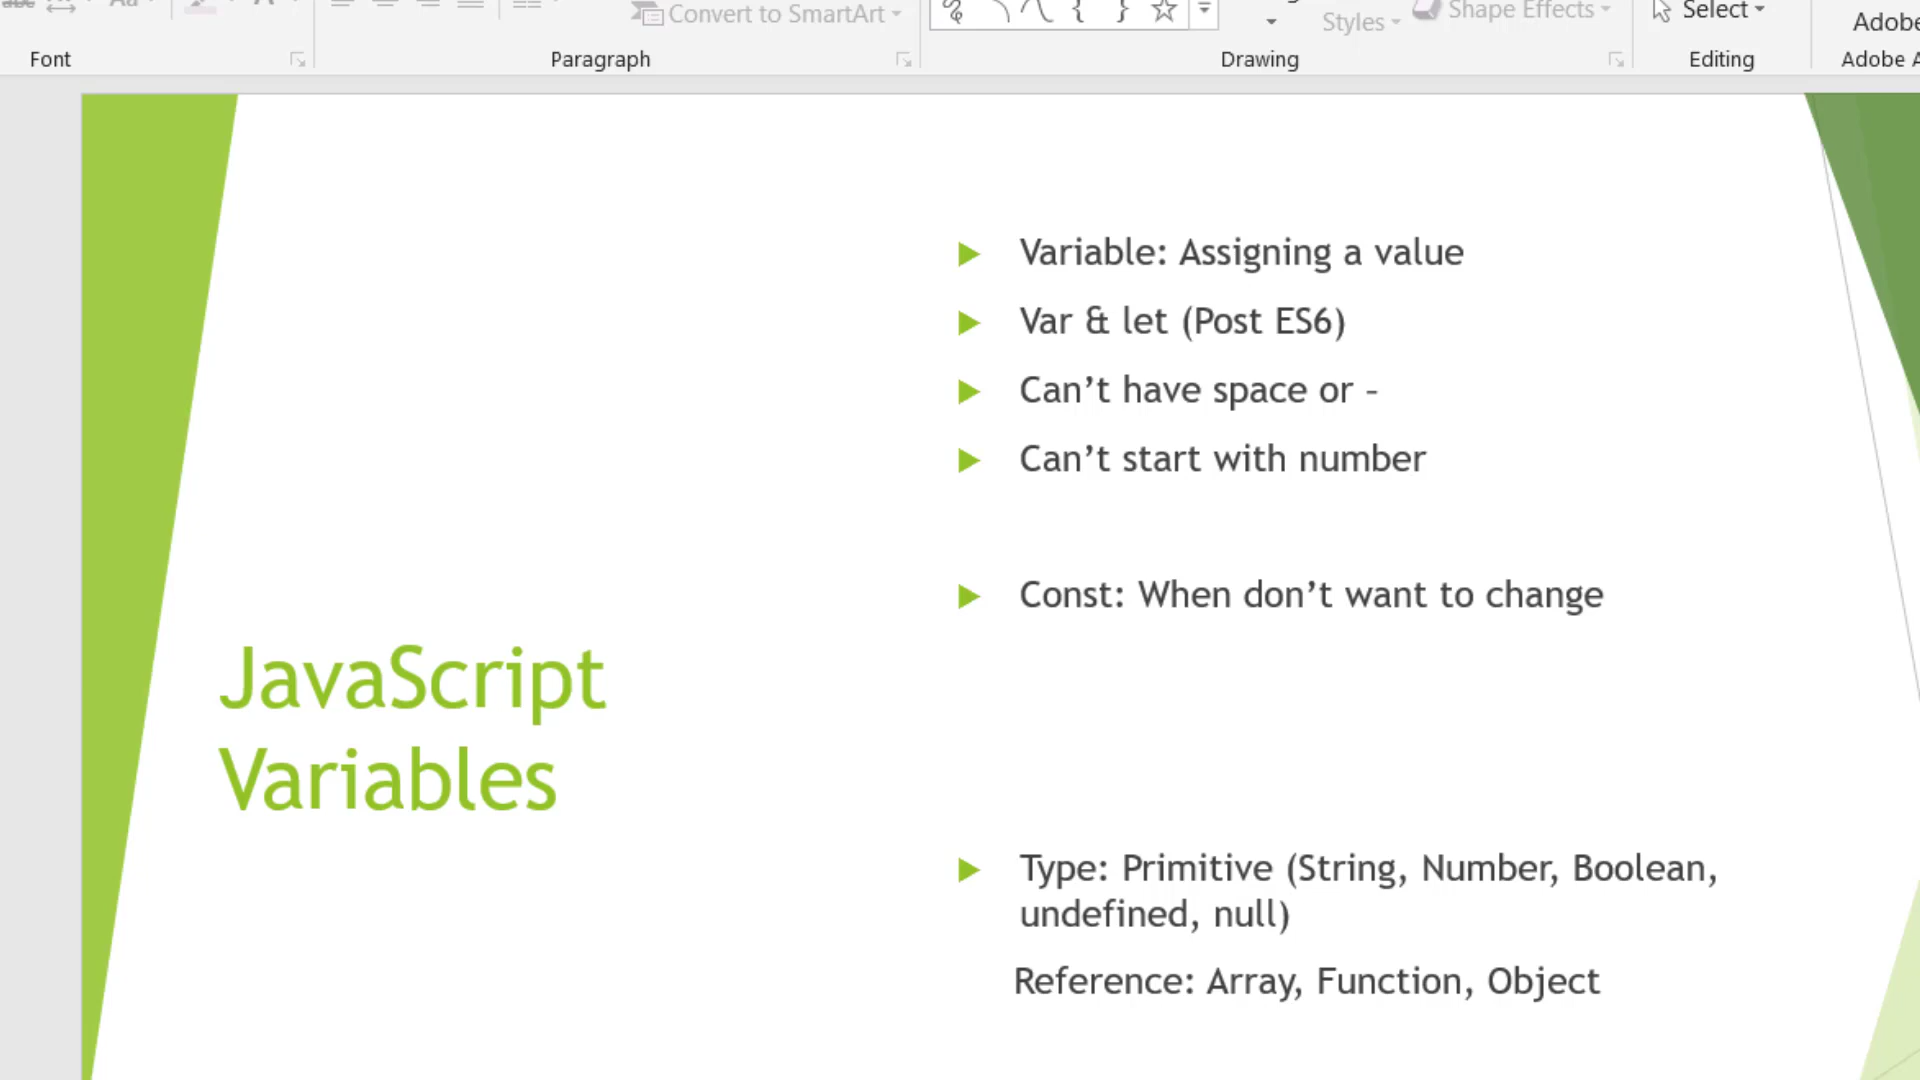 Convert to SmartArt
Styles
Shape Effects
Select
Adobe
Font
Paragraph
Drawing
Editing
Adobe A
Variable: Assigning a value
Var & let (Post ES6)
Can’t have space or –
Can’t start with number
Const: When don’t want to change
JavaScript
Variables
Type: Primitive (String, Number, Boolean,
undefined, null)
Reference: Array, Function, Object